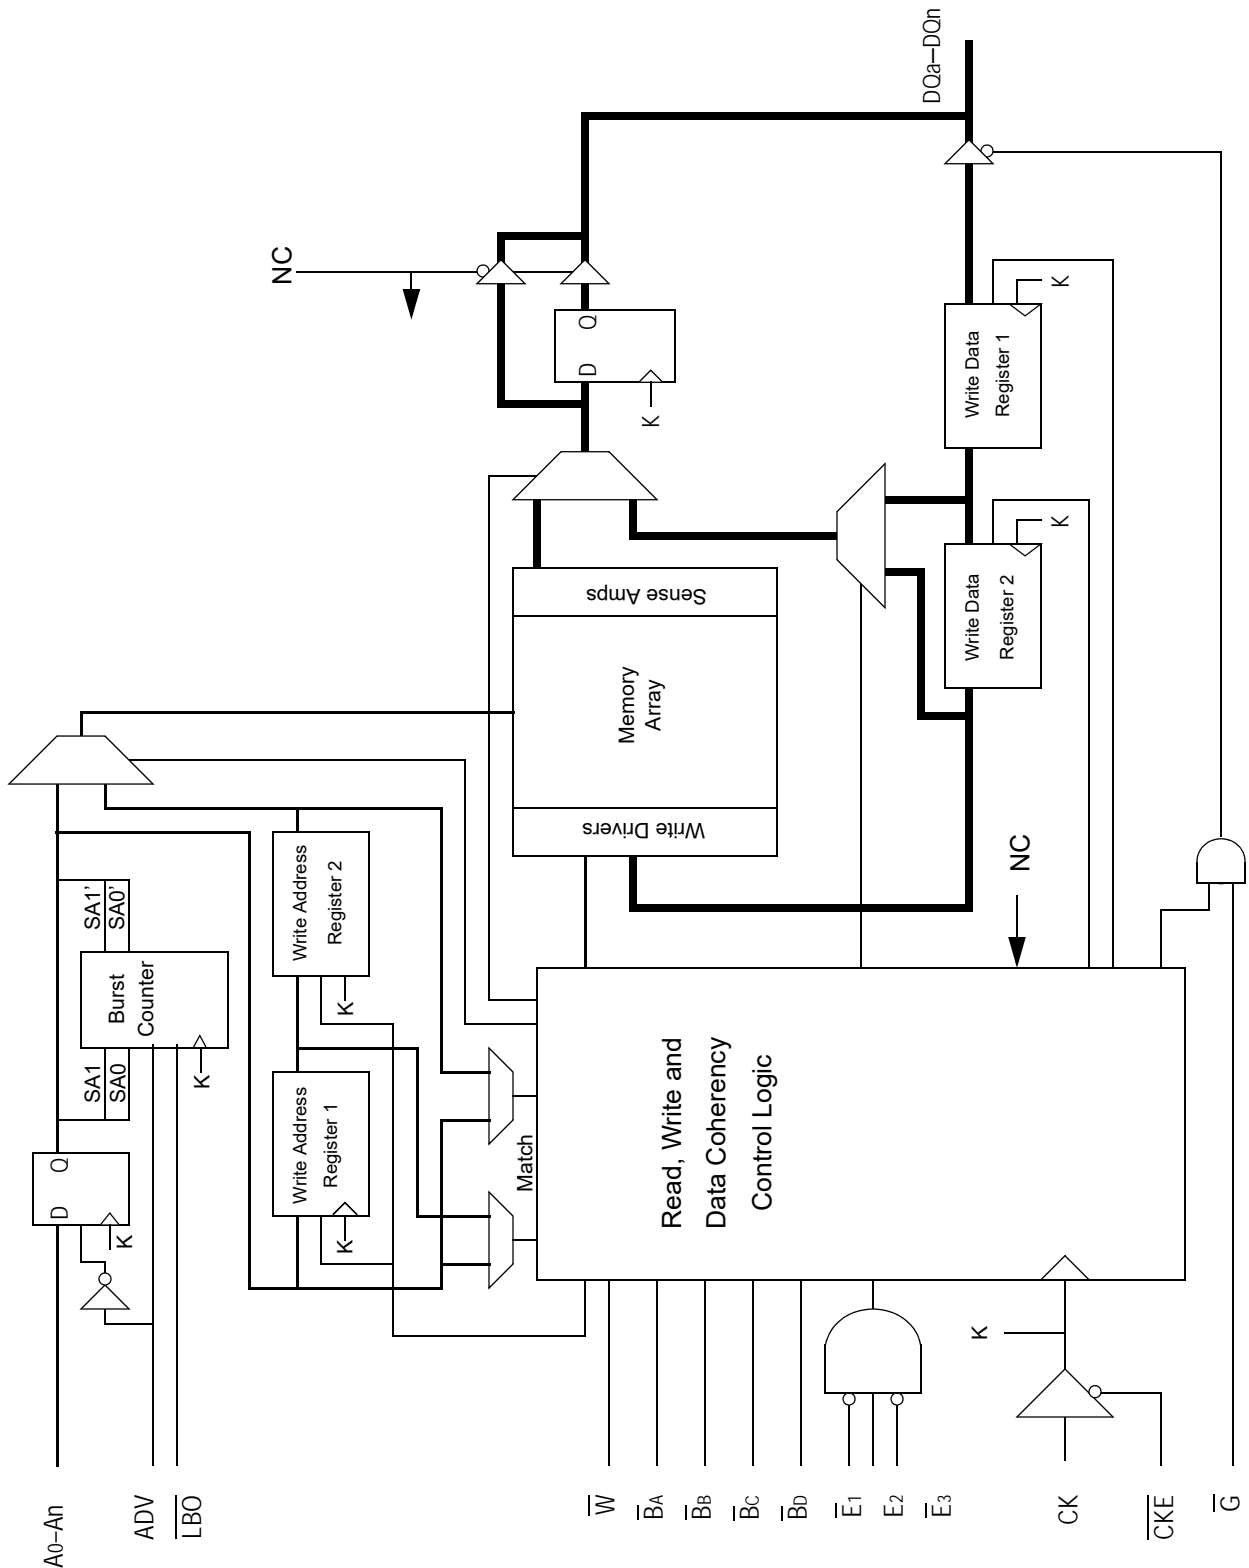 A0–An
ADV
LBO
D
Q
K
SA1
SA0
Burst
Counter
K
SA1’
SA0’
Write Address
Register 1
K
Write Address
Register 2
K
Match
Read, Write and
Data Coherency
Control Logic
W
BA
BB
BC
BD
E1
E2
E3
CK
CKE
G
K
NC
Write Drivers
Memory
Array
Sense Amps
Write Data
Register 2
K
Write Data
Register 1
K
D
Q
K
NC
DQa–DQn